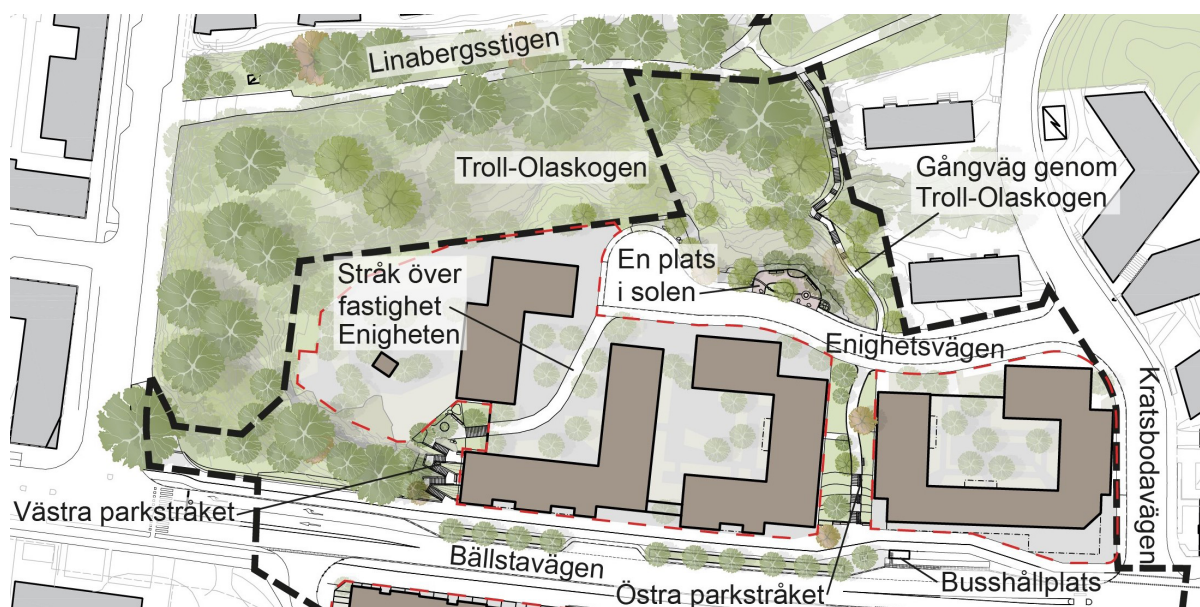 Linabergsstigen
Troll-Olaskogen
Gångväg genom
Troll-Olaskogen
En plats
i solen
Stråk över
fastighet
Enigheten
Enighetsvägen
Kratsbodavägen
Västra parkstråket
Bällstavägen
Östra parkstråket
Busshållplats